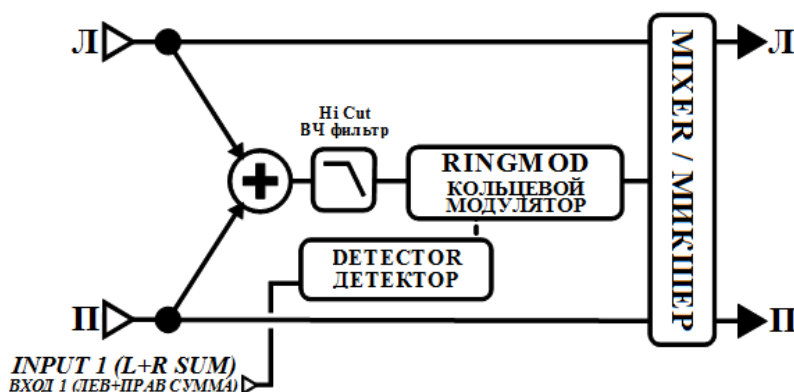 Л
Л
Hi Cut
ВЧ фильтр
RINGMOD
КОЛЬЦЕВОЙ
МОДУЛЯТОР
MIXER / МИКШЕР
DETECTOR
ДЕТЕКТОР
П
П
INPUT 1 (L+R SUM)
ВХОД 1 (ЛЕВ+ПРАВ СУММА)